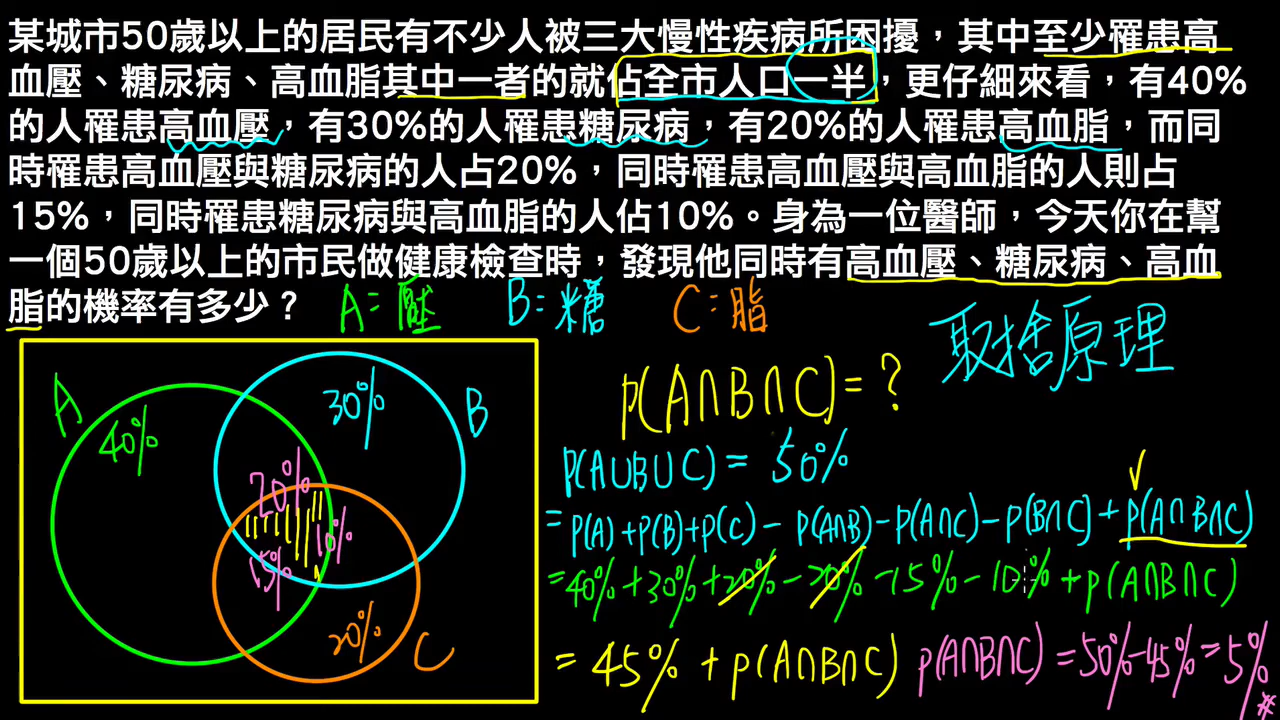 某城市50歲以上的居民有不少人被三大慢性疾病所困擾，其中至少罹患高
血壓、糖尿病、高血脂其中一者的就佔全市人口一半，更仔細來看，有40%
的人罹患高血壓，有30%的人罹患糖尿病，有20%的人罹患高血脂，而同
時罹患高血壓與糖尿病的人占20%，同時罹患高血壓與高血脂的人則占
15%，同時罹患糖尿病與高血脂的人佔10%。身為一位醫師，今天你在幫
一個50歲以上的市民做健康檢查時，發現他同時有高血壓、糖尿病、高血
脂的機率有多少？
A=壓 B=糖 C=脂
取捨原理
P(A∩B∩C)=?
A 40%
30% B
20%
10%
15%
20% C
P(A∪B∪C)= 50%
= P(A)+P(B)+P(C)- P(A∩B)-P(A∩C)-P(B∩C)+P(A∩B∩C)
=40%+30%+20%-20%-15%-10%+P(A∩B∩C)
= 45% + P(A∩B∩C)
P(A∩B∩C)=50%-45%=5%
#